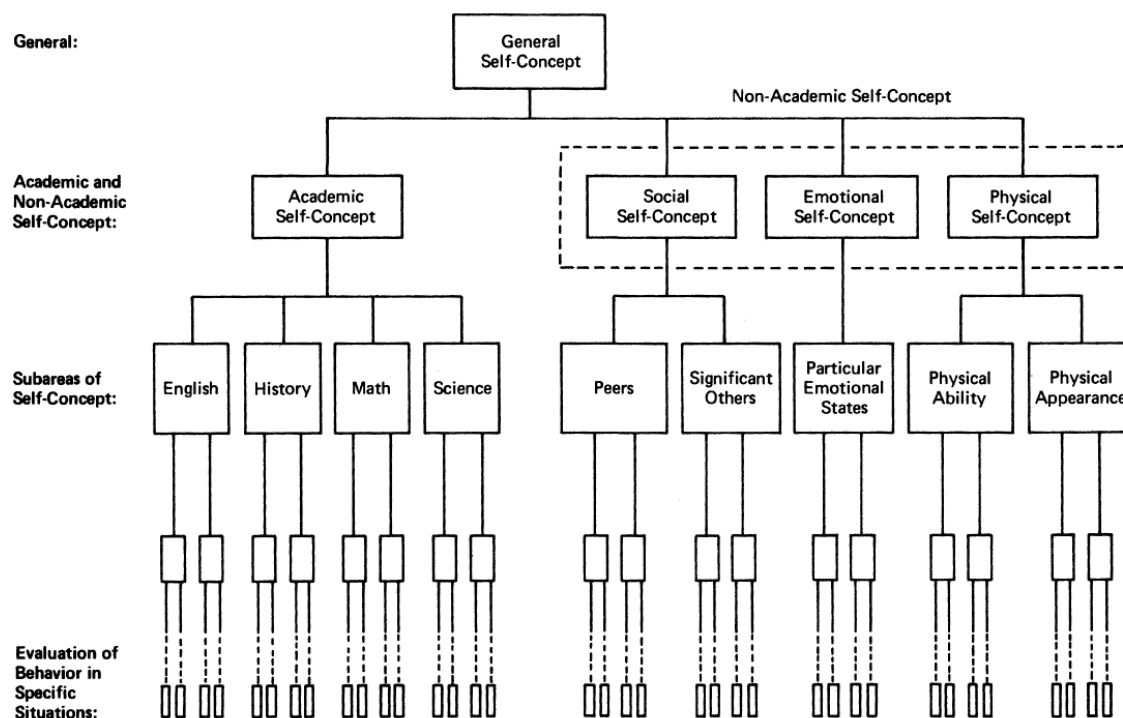 General:
General
Self-Concept
Non-Academic Self-Concept
Academic and
Non-Academic
Self-Concept:
Academic
Self-Concept
Social
Self-Concept
Emotional
Self-Concept
Physical
Self-Concept
Subareas of
Self-Concept:
English
History
Math
Science
Peers
Significant
Others
Particular
Emotional
States
Physical
Ability
Physical
Appearance
Evaluation of
Behavior in
Specific
Situations: